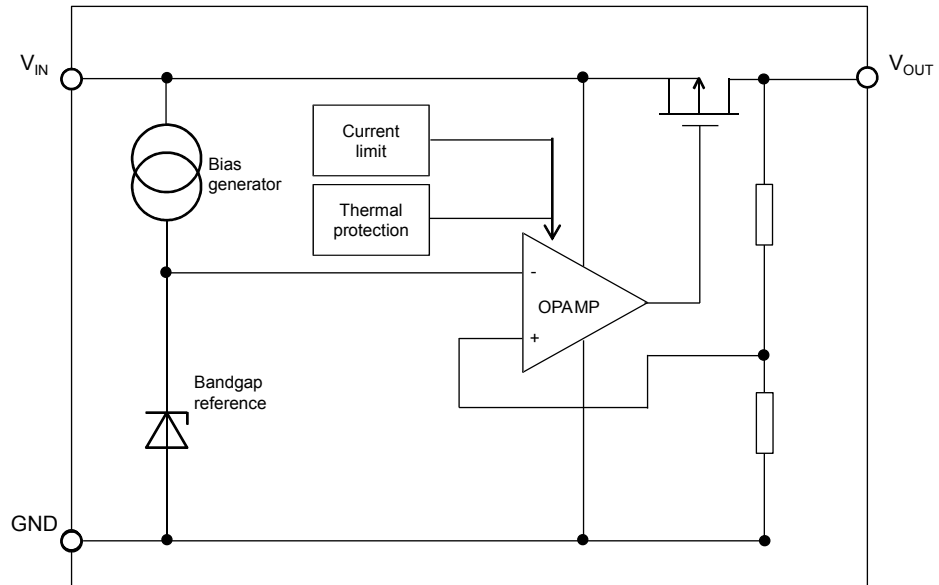 V_IN
V_OUT
Current
limit
Bias
generator
Thermal
protection
-
OPAMP
+
Bandgap
reference
GND